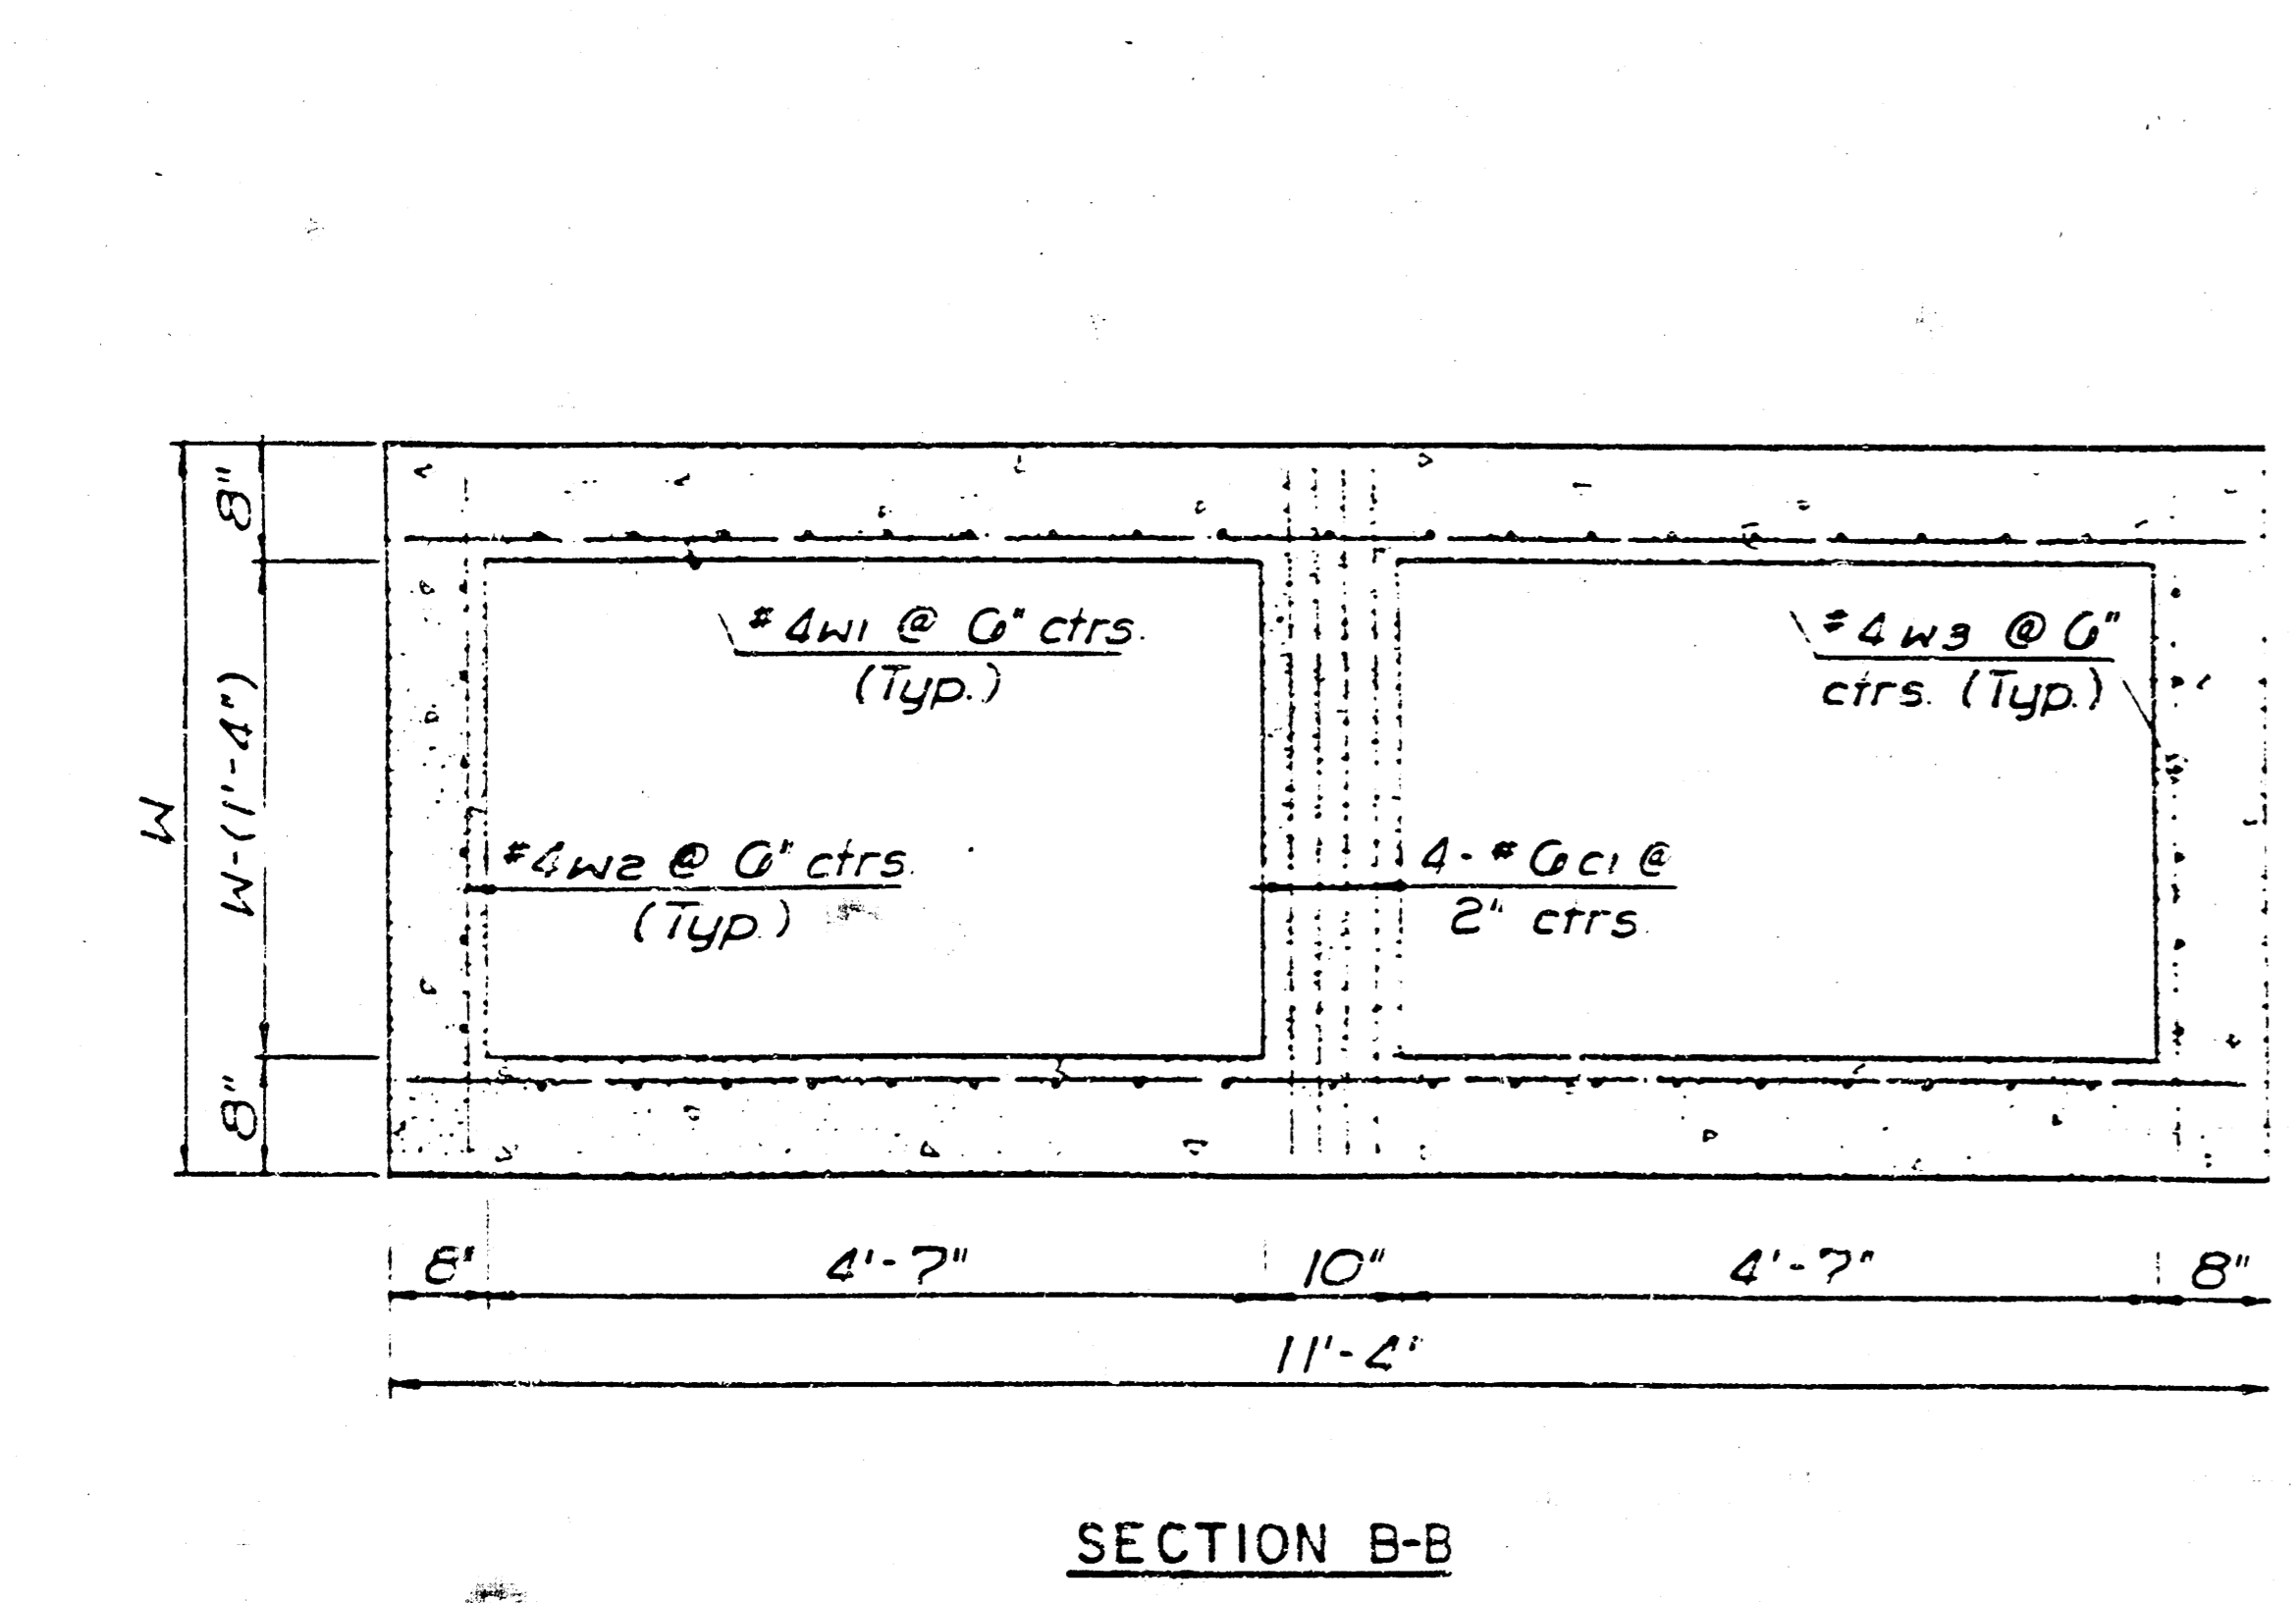 8"
W
W-(1'-4")
8"
#4w1 @ 6" ctrs.
(Typ.)
#4w3 @ 6"
ctrs. (Typ.)
#4w2 @ 6" ctrs.
(Typ.)
4-#6c1 @
2" ctrs.
8" 4'-7" 10" 4'-7" 8"
11'-4"
SECTION B-B